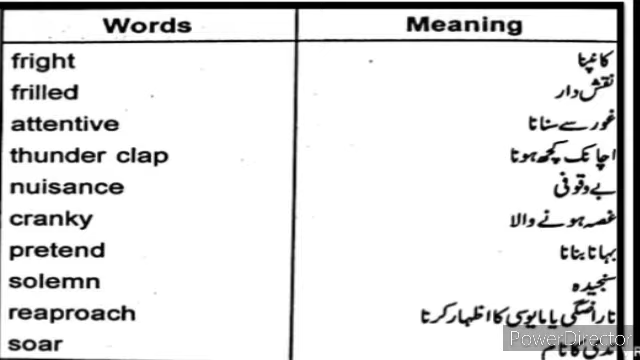 Words Meaning
fright کانپنا
frilled نقش دار
attentive غور سے سنانا
thunder clap اچانک کچھ ہونا
nuisance بے وقوفی
cranky غصہ ہونے والا
pretend بہانا بنانا
solemn سنجیدہ
reaproach ناراضگی یا مایوسی کا اظہار کرنا
soar
PowerDirector